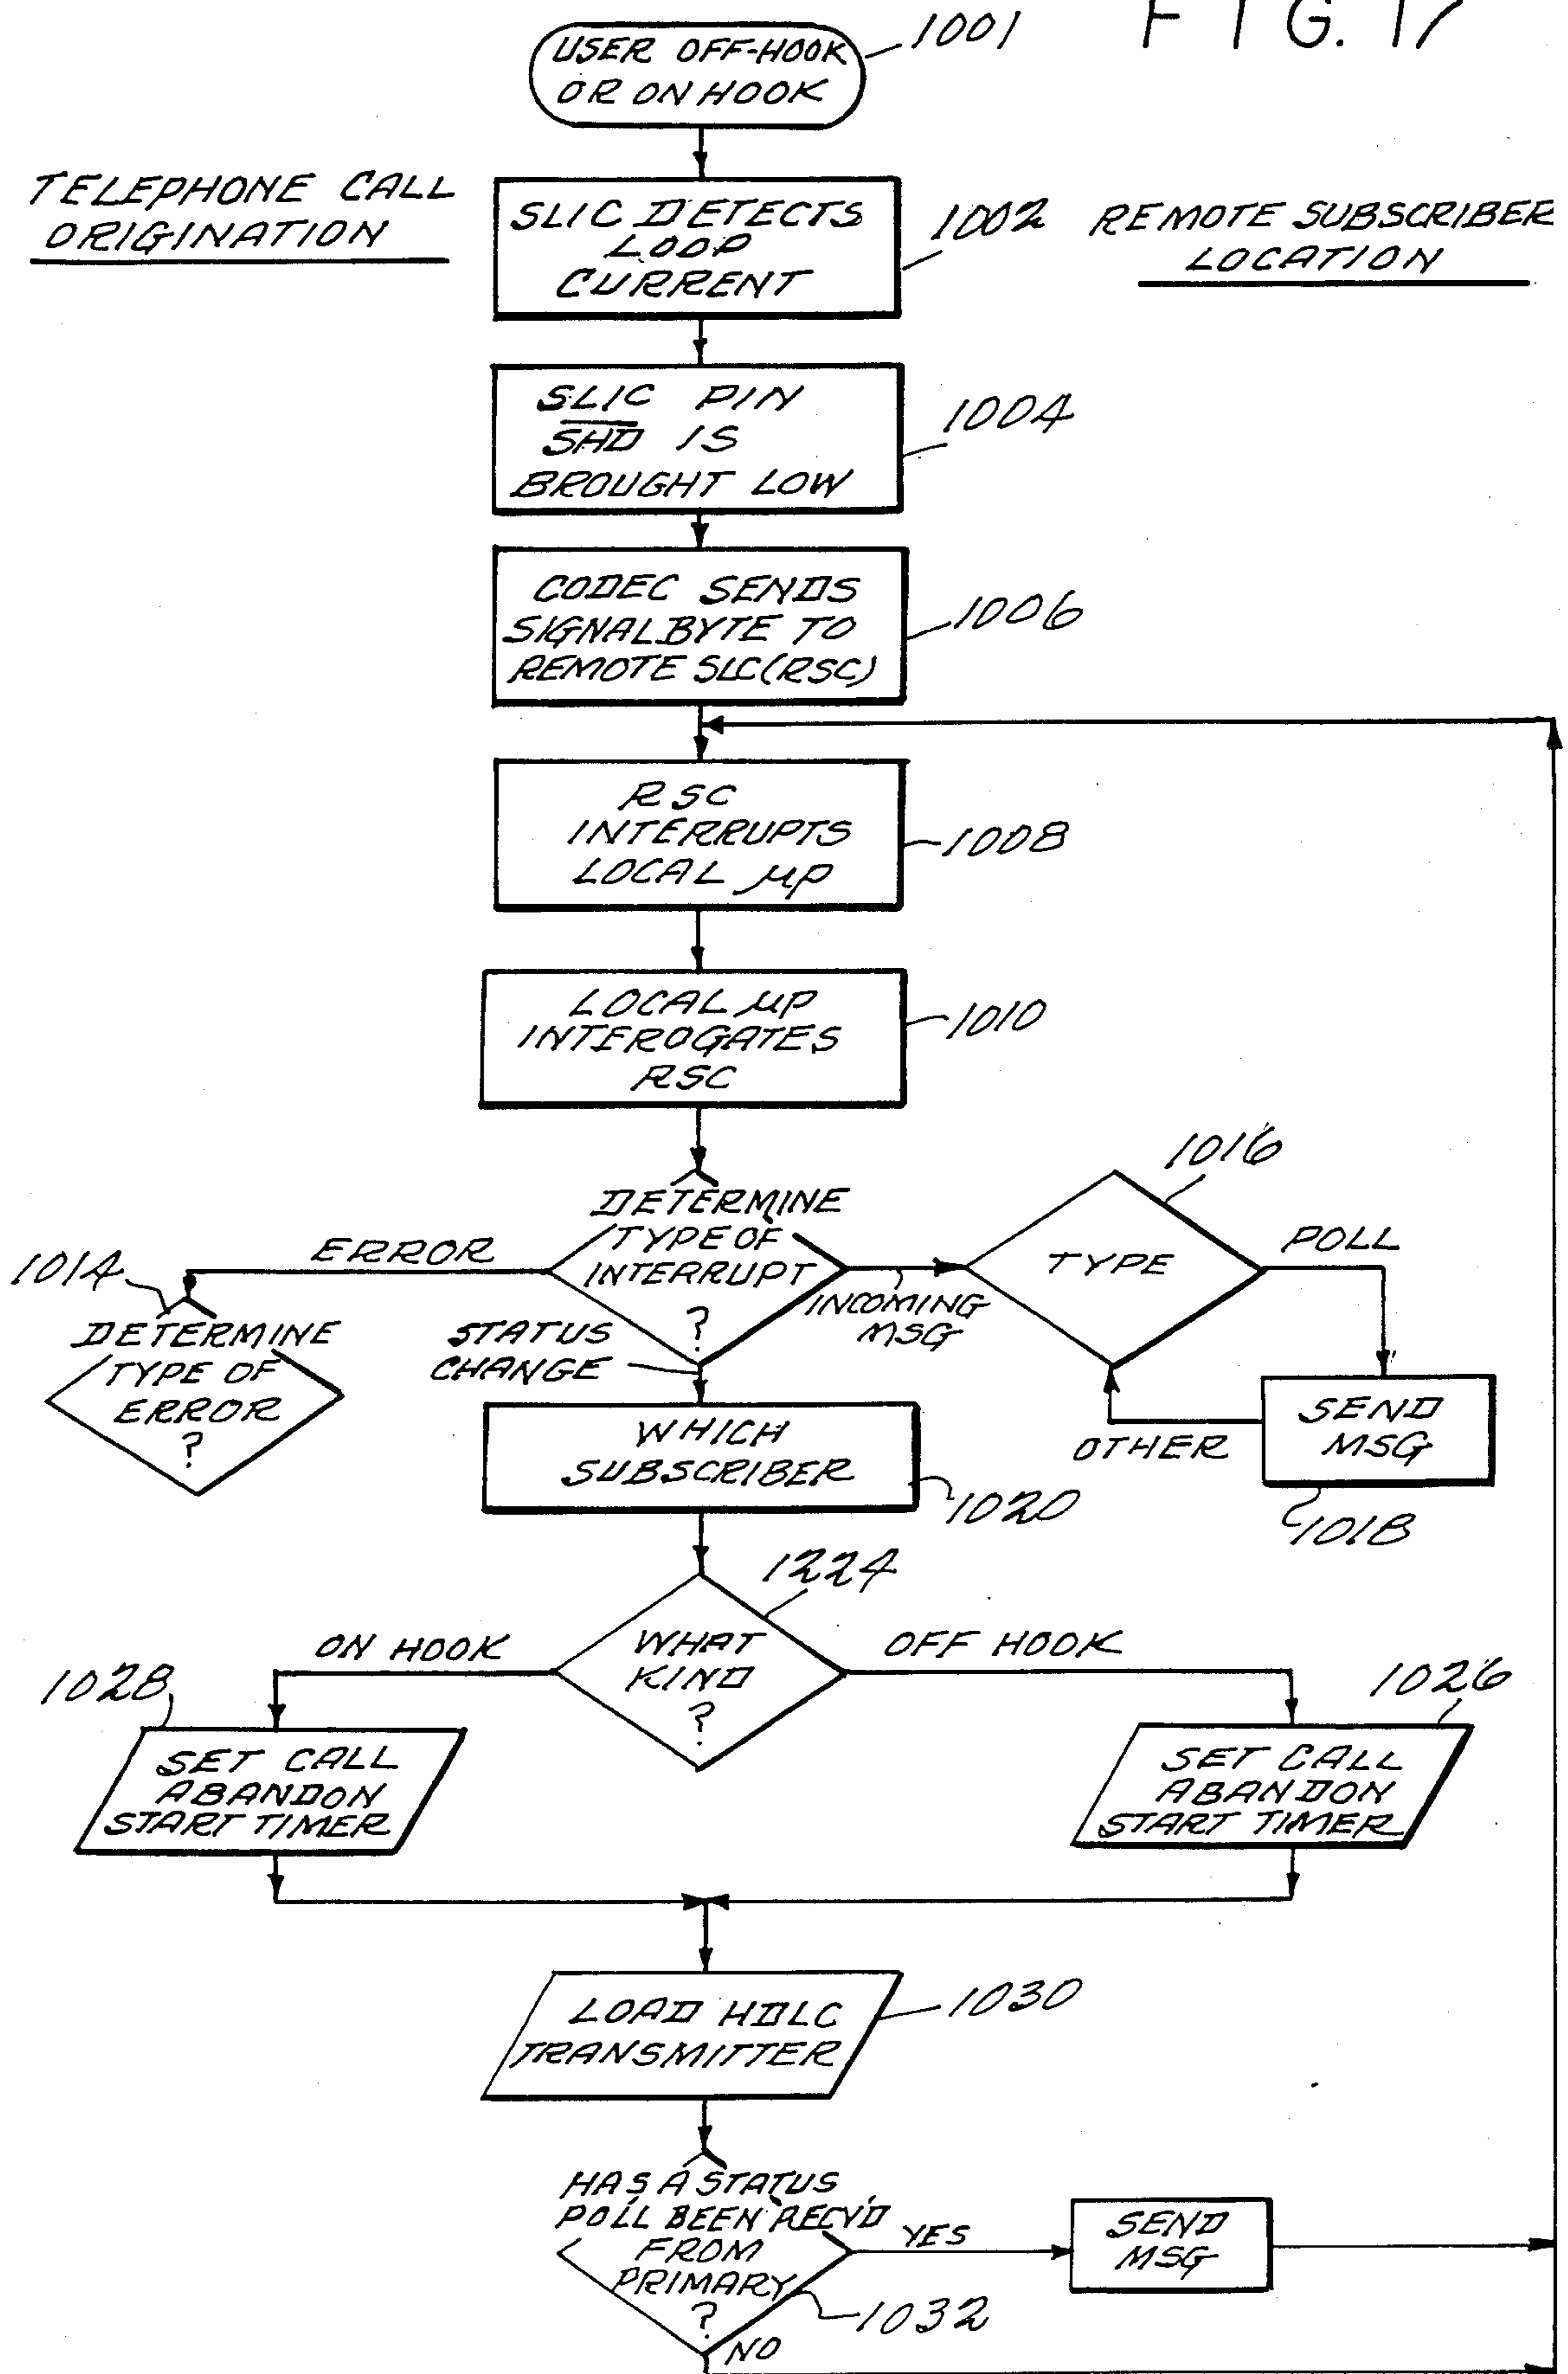 FIG. 17
USER OFF-HOOK
OR ON HOOK
1001
TELEPHONE CALL
ORIGINATION
REMOTE SUBSCRIBER
LOCATION
SLIC DETECTS
LOOP
CURRENT
1002
SLIC PIN
SHD IS
BROUGHT LOW
1004
CODEC SENDS
SIGNAL BYTE TO
REMOTE SLC (RSC)
1006
RSC
INTERRUPTS
LOCAL μP
1008
LOCAL μP
INTEROGATES
RSC
1010
DETERMINE
TYPE OF
INTERRUPT
?
ERROR
1014
DETERMINE
TYPE OF
ERROR
?
STATUS
CHANGE
INCOMING
MSG
TYPE
1016
POLL
SEND
MSG
1018
OTHER
WHICH
SUBSCRIBER
1020
WHAT
KIND
?
1224
ON HOOK
OFF HOOK
1028
SET CALL
ABANDON
START TIMER
1026
SET CALL
ABANDON
START TIMER
LOAD HDLC
TRANSMITTER
1030
HAS A STATUS
POLL BEEN RECV'D
FROM
PRIMARY
?
1032
YES
SEND
MSG
NO